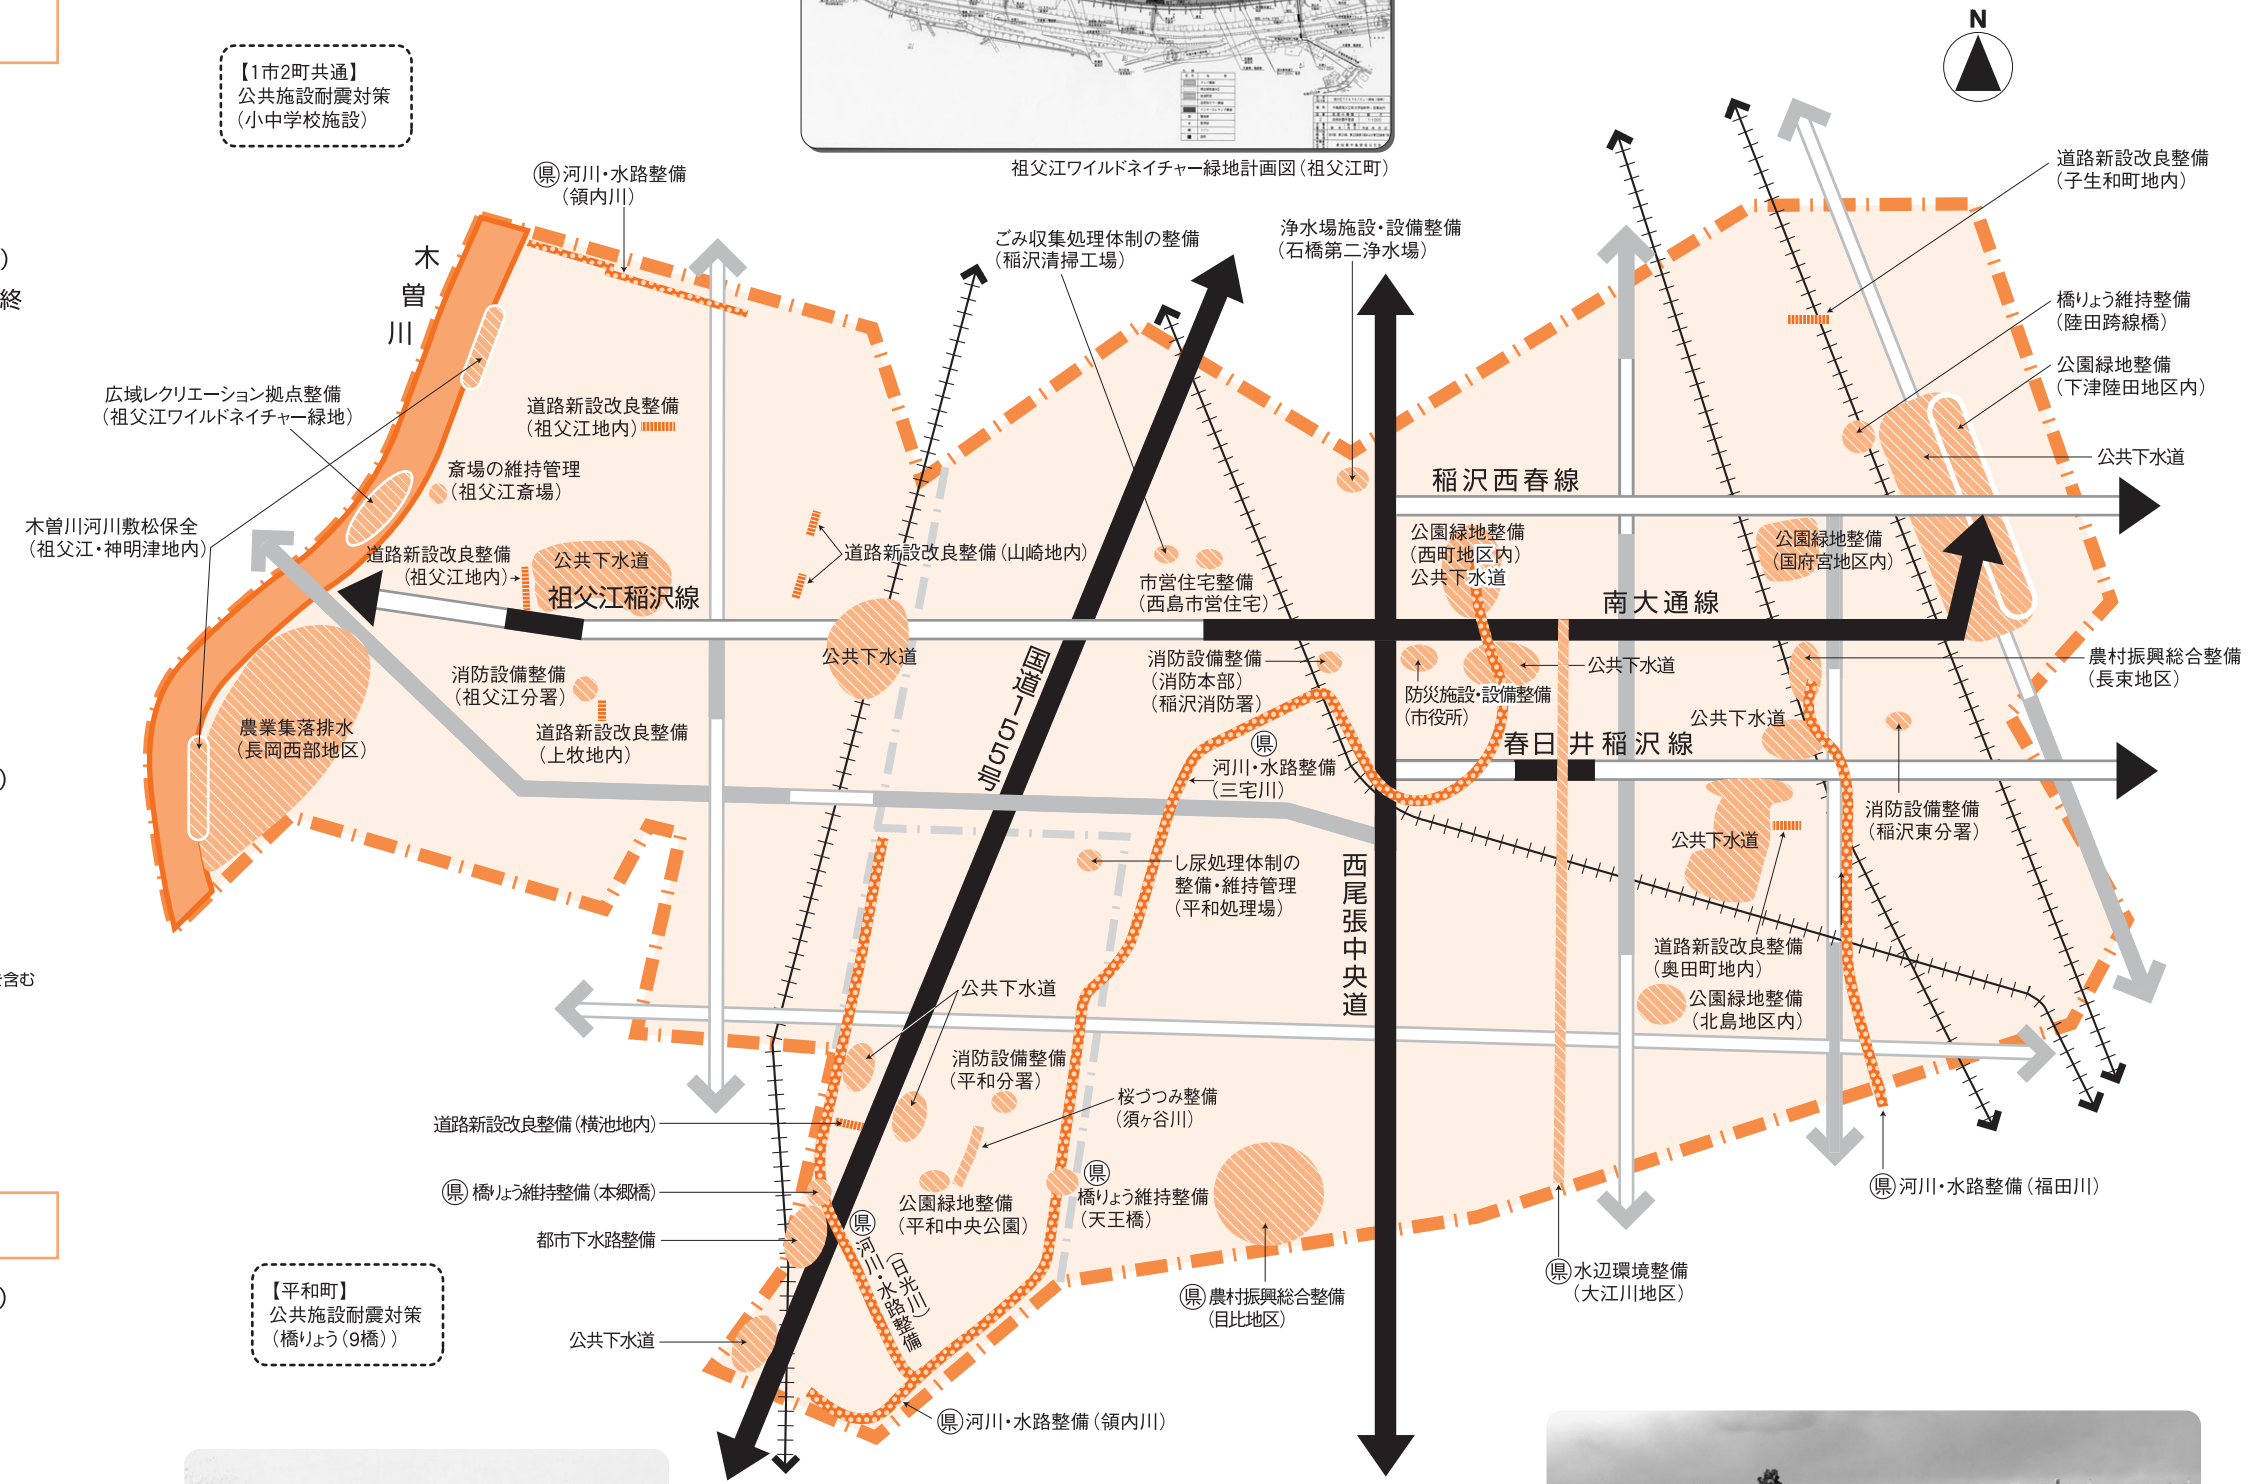 N
【1市2町共通】
公共施設耐震対策
(小中学校施設)
祖父江ワイルドネイチャー緑地計画図(祖父江町)
県 河川・水路整備
(領内川)
木曽川
ごみ収集処理体制の整備
(稲沢清掃工場)
浄水場施設・設備整備
(石橋第二浄水場)
道路新設改良整備
(子生和町地内)
橋りょう維持整備
(陸田跨線橋)
公園緑地整備
(下津陸田地区内)
公共下水道
)
終
広域レクリエーション拠点整備
(祖父江ワイルドネイチャー緑地)
道路新設改良整備
(祖父江地内)
斎場の維持管理
(祖父江斎場)
木曽川河川敷松保全
(祖父江・神明津地内)
道路新設改良整備
(祖父江地内)
公共下水道
祖父江稲沢線
道路新設改良整備(山崎地内)
市営住宅整備
(西島市営住宅)
稲沢西春線
公園緑地整備
(西町地区内)
公共下水道
公園緑地整備
(国府宮地区内)
南大通線
消防設備整備
(祖父江分署)
道路新設改良整備
(上牧地内)
農業集落排水
(長岡西部地区)
公共下水道
国道155号
消防設備整備
(消防本部)
(稲沢消防署)
防災施設・設備整備
(市役所)
公共下水道
農村振興総合整備
(長束地区)
公共下水道
春日井稲沢線
県
河川・水路整備
(三宅川)
消防設備整備
(稲沢東分署)
公共下水道
)
し尿処理体制の
整備・維持管理
(平和処理場)
西尾張中央道
道路新設改良整備
(奥田町地内)
公園緑地整備
(北島地区内)
を含む
公共下水道
消防設備整備
(平和分署)
桜づつみ整備
(須ヶ谷川)
道路新設改良整備(横池地内)
県 橋りょう維持整備(本郷橋)
都市下水路整備
公園緑地整備
(平和中央公園)
県
橋りょう維持整備
(天王橋)
県
河川・水路整備
(日光川)
県 農村振興総合整備
(目比地区)
県 水辺環境整備
(大江川地区)
県 河川・水路整備(福田川)
【平和町】
公共施設耐震対策
(橋りょう(9橋))
)
公共下水道
県 河川・水路整備(領内川)